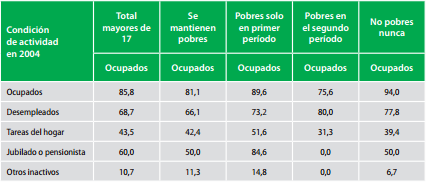 Condición de actividad en 2004 | Total mayores de 17 | Se mantienen pobres | Pobres solo en primer periodo | Pobres en el segundo periodo | No pobres nunca
Ocupados | Ocupados | Ocupados | Ocupados | Ocupados
Ocupados 85,8 81,1 89,6 75,6 94,0
Desempleados 68,7 66,1 73,2 80,0 77,8
Tareas del hogar 43,5 42,4 51,6 31,3 39,4
Jubilado o pensionista 60,0 50,0 84,6 0,0 50,0
Otros inactivos 10,7 11,3 14,8 0,0 6,7